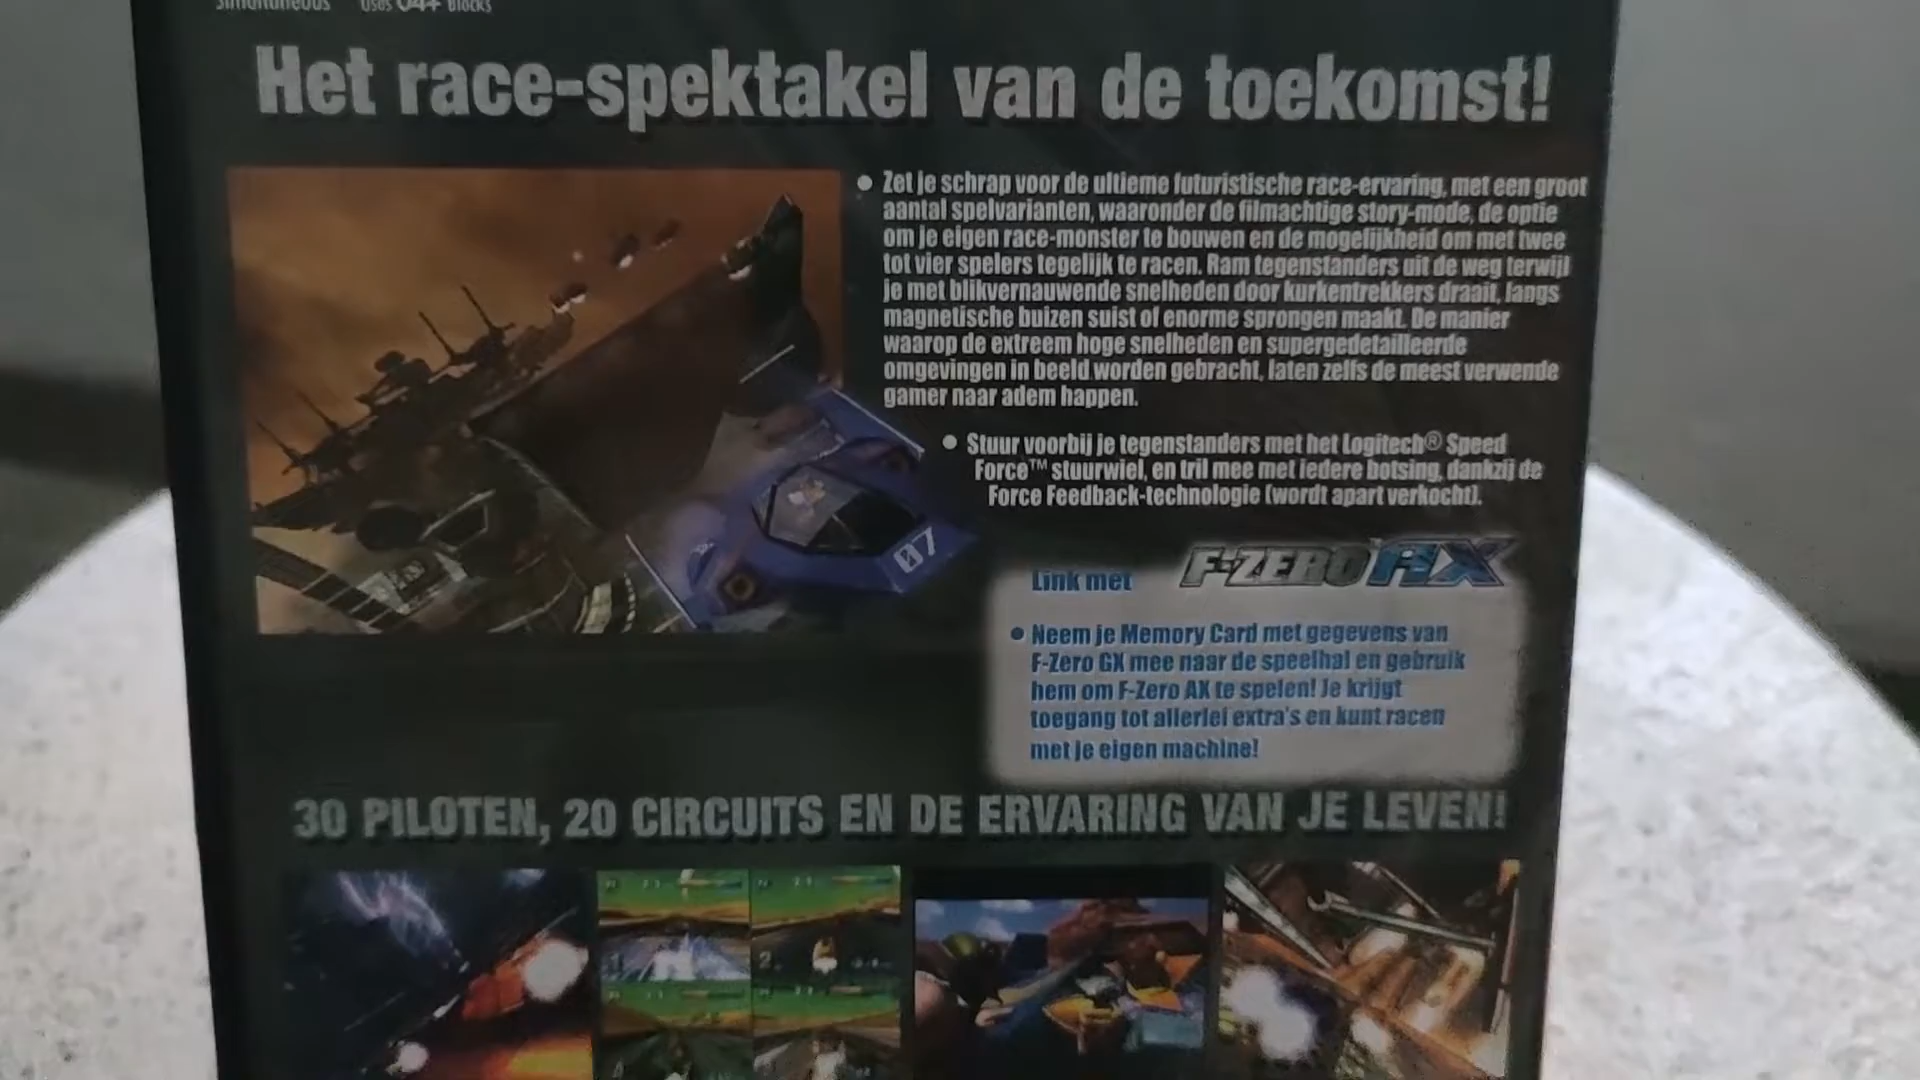 Simultaneous Uses 04+ Blocks
Het race-spektakel van de toekomst!
• Zet je schrap voor de ultieme futuristische race-ervaring, met een groot
aantal spelvarianten, waaronder de filmachtige story-mode, de optie
om je eigen race-monster te bouwen en de mogelijkheid om met twee
tot vier spelers tegelijk te racen. Ram tegenstanders uit de weg terwijl
je met blikvernauwende snelheden door kurkentrekkers draait, langs
magnetische buizen suist of enorme sprongen maakt. De manier
waarop de extreem hoge snelheden en supergedetailleerde
omgevingen in beeld worden gebracht, laten zelfs de meest verwende
gamer naar adem happen.
• Stuur voorbij je tegenstanders met het Logitech® Speed
Force™ stuurwiel, en tril mee met iedere botsing, dankzij de
Force Feedback-technologie (wordt apart verkocht).
07
Link met F-ZERO AX
• Neem je Memory Card met gegevens van
F-Zero GX mee naar de speelhal en gebruik
hem om F-Zero AX te spelen! Je krijgt
toegang tot allerlei extra's en kunt racen
met je eigen machine!
30 PILOTEN, 20 CIRCUITS EN DE ERVARING VAN JE LEVEN!